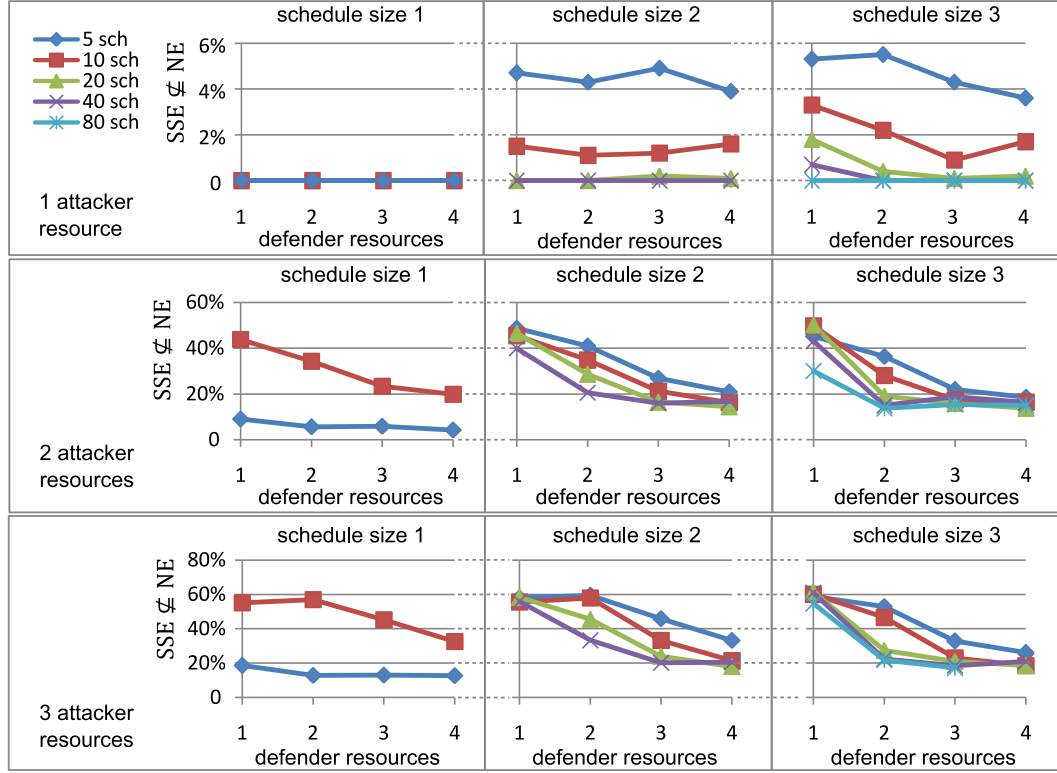 schedule size 1
schedule size 2
schedule size 3
5 sch
10 sch
20 sch
40 sch
80 sch
SSE ⊄ NE
6%
4%
2%
0
1 2 3 4
1 2 3 4
1 2 3 4
1 attacker
resource
defender resources
defender resources
defender resources
schedule size 1
schedule size 2
schedule size 3
SSE ⊄ NE
60%
40%
20%
0
1 2 3 4
1 2 3 4
1 2 3 4
2 attacker
resources
defender resources
defender resources
defender resources
schedule size 1
schedule size 2
schedule size 3
SSE ⊄ NE
80%
60%
40%
20%
0
1 2 3 4
1 2 3 4
1 2 3 4
3 attacker
resources
defender resources
defender resources
defender resources